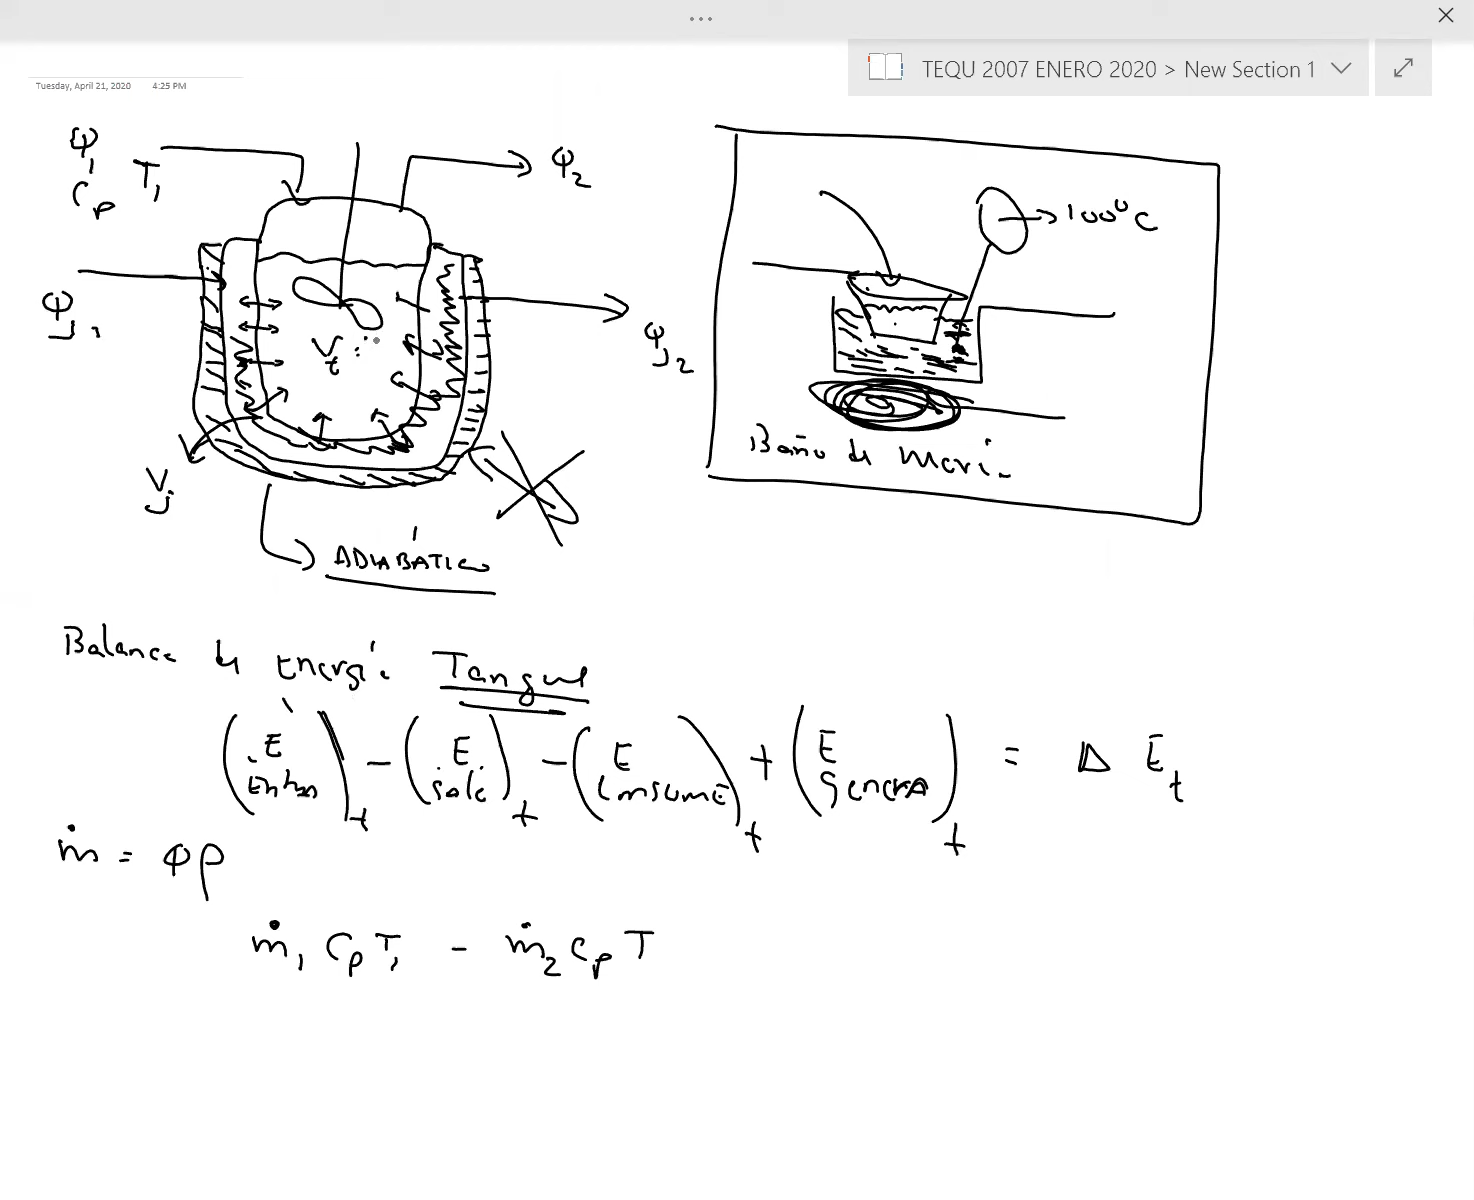 TEQU 2007 ENERO 2020 > New Section 1
Tuesday, April 21, 2020 4:25 PM
φ1 T1
Cp
φ2
φj1
Vt
φj2
Vj
ADIABÁTICO
100°C
Baño de Mari
Balance de Energía Tanque
(E Entra)t - (E sale)t - (E Consume)t + (E Genera)t = Δ Et
ṁ = φρ
ṁ1 Cp T1 - ṁ2 Cp T